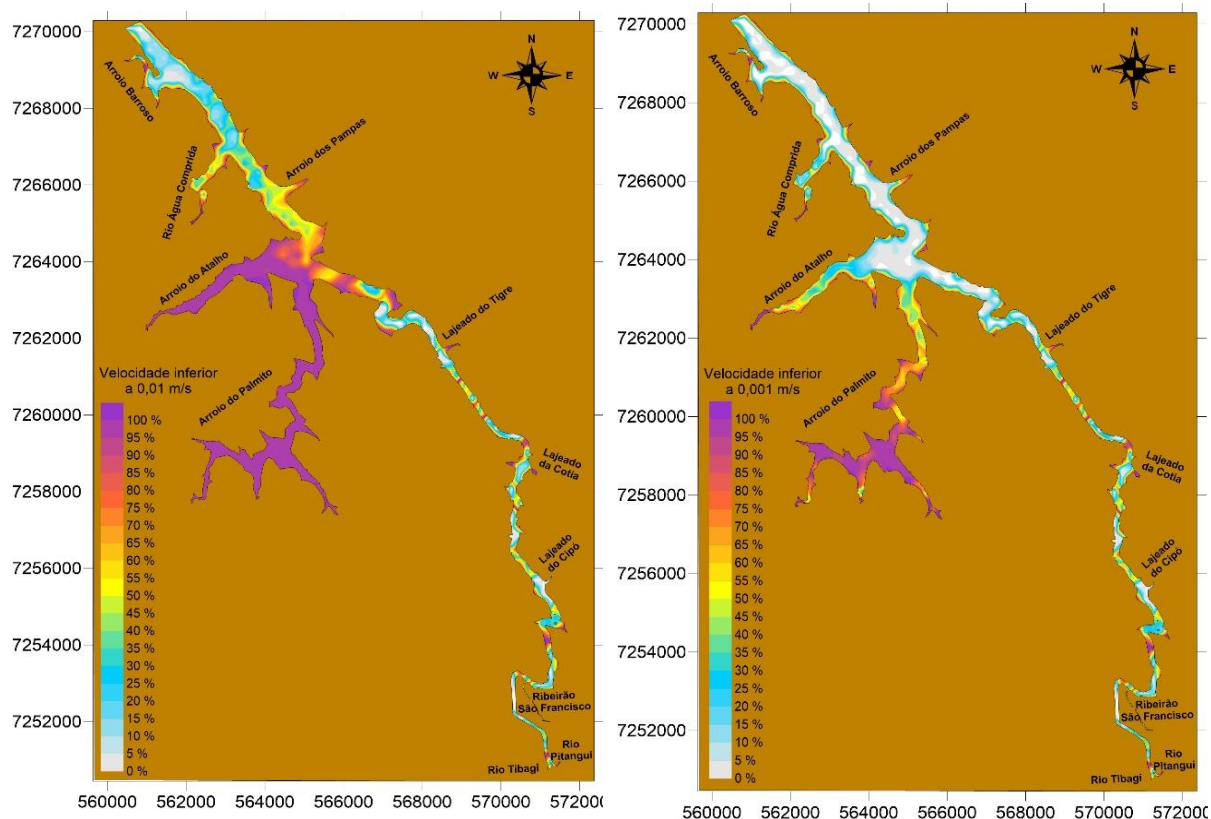 7270000
7268000
7266000
7264000
7262000
7260000
7258000
7256000
7254000
7252000
560000
562000
564000
566000
568000
570000
572000
N
W
E
S
Arroio Barroso
Rio Água Comprida
Arroio dos Pampas
Arroio do Atalho
Lajeado do Tigre
Arroio do Palmito
Lajeado
da Cotia
Lajeado
do Cipó
Ribeirão
São Francisco
Rio
Pitangui
Rio Tibagi
Velocidade inferior
a 0,01 m/s
100 %
95 %
90 %
85 %
80 %
75 %
70 %
65 %
60 %
55 %
50 %
45 %
40 %
35 %
30 %
25 %
20 %
15 %
10 %
5 %
0 %
7270000
7268000
7266000
7264000
7262000
7260000
7258000
7256000
7254000
7252000
560000
562000
564000
566000
568000
570000
572000
N
W
E
S
Arroio Barroso
Rio Água Comprida
Arroio dos Pampas
Arroio do Atalho
Lajeado do Tigre
Arroio do Palmito
Lajeado
da Cotia
Lajeado
do Cipó
Ribeirão
São Francisco
Rio
Pitangui
Rio Tibagi
Velocidade inferior
a 0,001 m/s
100 %
95 %
90 %
85 %
80 %
75 %
70 %
65 %
60 %
55 %
50 %
45 %
40 %
35 %
30 %
25 %
20 %
15 %
10 %
5 %
0 %